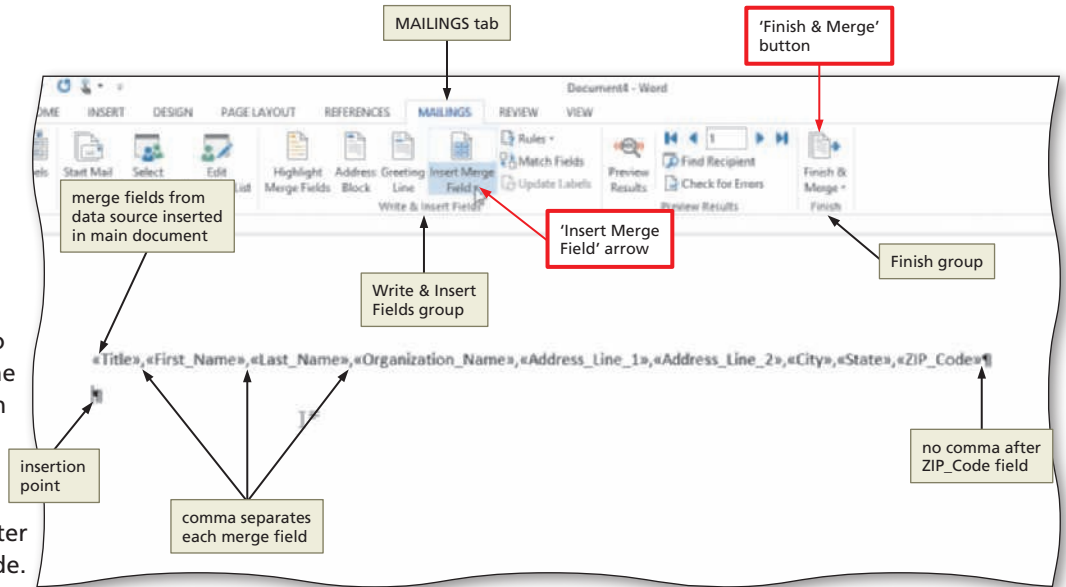 MAILINGS tab
'Finish & Merge'
button
Document4 - Word
INSERT DESIGN PAGE LAYOUT REFERENCES MAILINGS REVIEW VIEW
Start Mail Select Edit
List
Highlight
Merge Fields
Address
Block
Greeting
Line
Insert Merge
Field
Rules
Match Fields
Update Labels
Write & Insert Fields
Preview
Results
1
Find Recipient
Check for Errors
Preview Results
Finish &
Merge
Finish
merge fields from
data source inserted
in main document
'Insert Merge
Field' arrow
Write & Insert
Fields group
Finish group
«Title»,«First_Name»,«Last_Name»,«Organization_Name»,«Address_Line_1»,«Address_Line_2»,«City»,«State»,«ZIP_Code»¶
¶
insertion
point
comma separates
each merge field
no comma after
ZIP_Code field